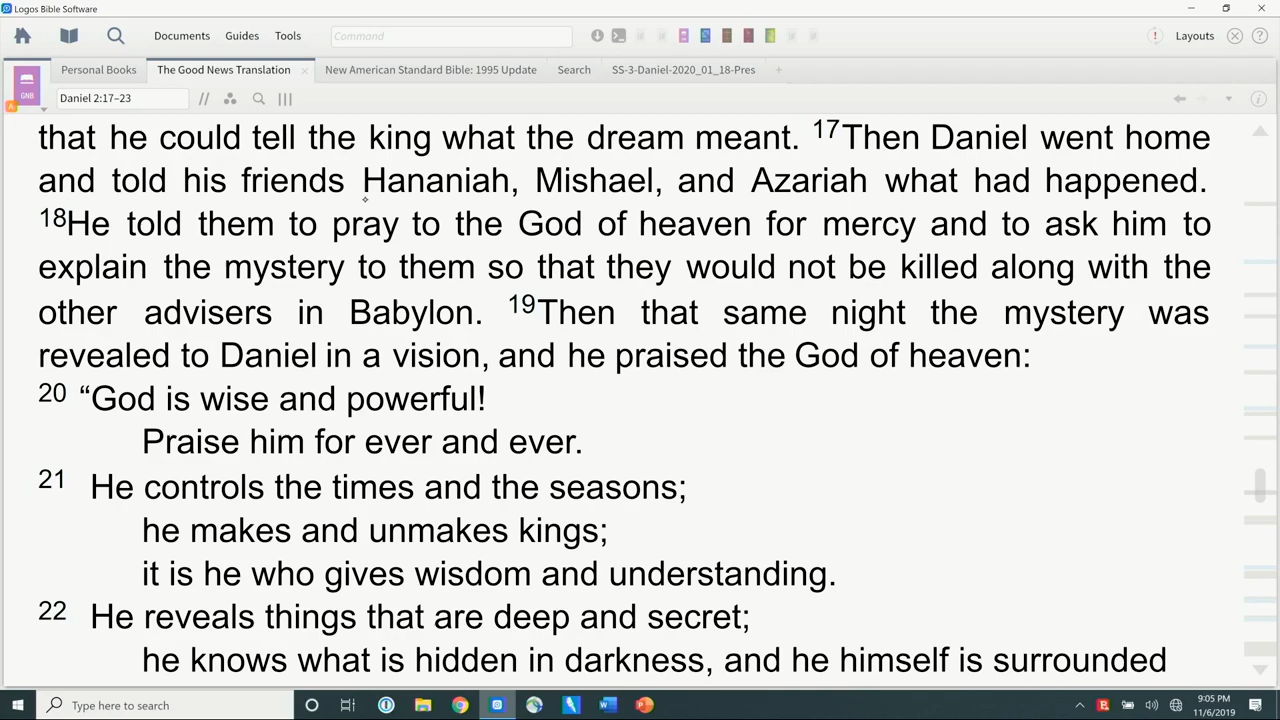 Logos Bible Software
Documents Guides Tools Command Layouts
Personal Books The Good News Translation New American Standard Bible: 1995 Update Search SS-3-Daniel-2020_01_18-Pres
GNB
A
Daniel 2:17–23
that he could tell the king what the dream meant. 17Then Daniel went home
and told his friends Hananiah, Mishael, and Azariah what had happened.
18He told them to pray to the God of heaven for mercy and to ask him to
explain the mystery to them so that they would not be killed along with the
other advisers in Babylon. 19Then that same night the mystery was
revealed to Daniel in a vision, and he praised the God of heaven:
20 “God is wise and powerful!
Praise him for ever and ever.
21 He controls the times and the seasons;
he makes and unmakes kings;
it is he who gives wisdom and understanding.
22 He reveals things that are deep and secret;
he knows what is hidden in darkness, and he himself is surrounded
Type here to search
9:05 PM
11/6/2019